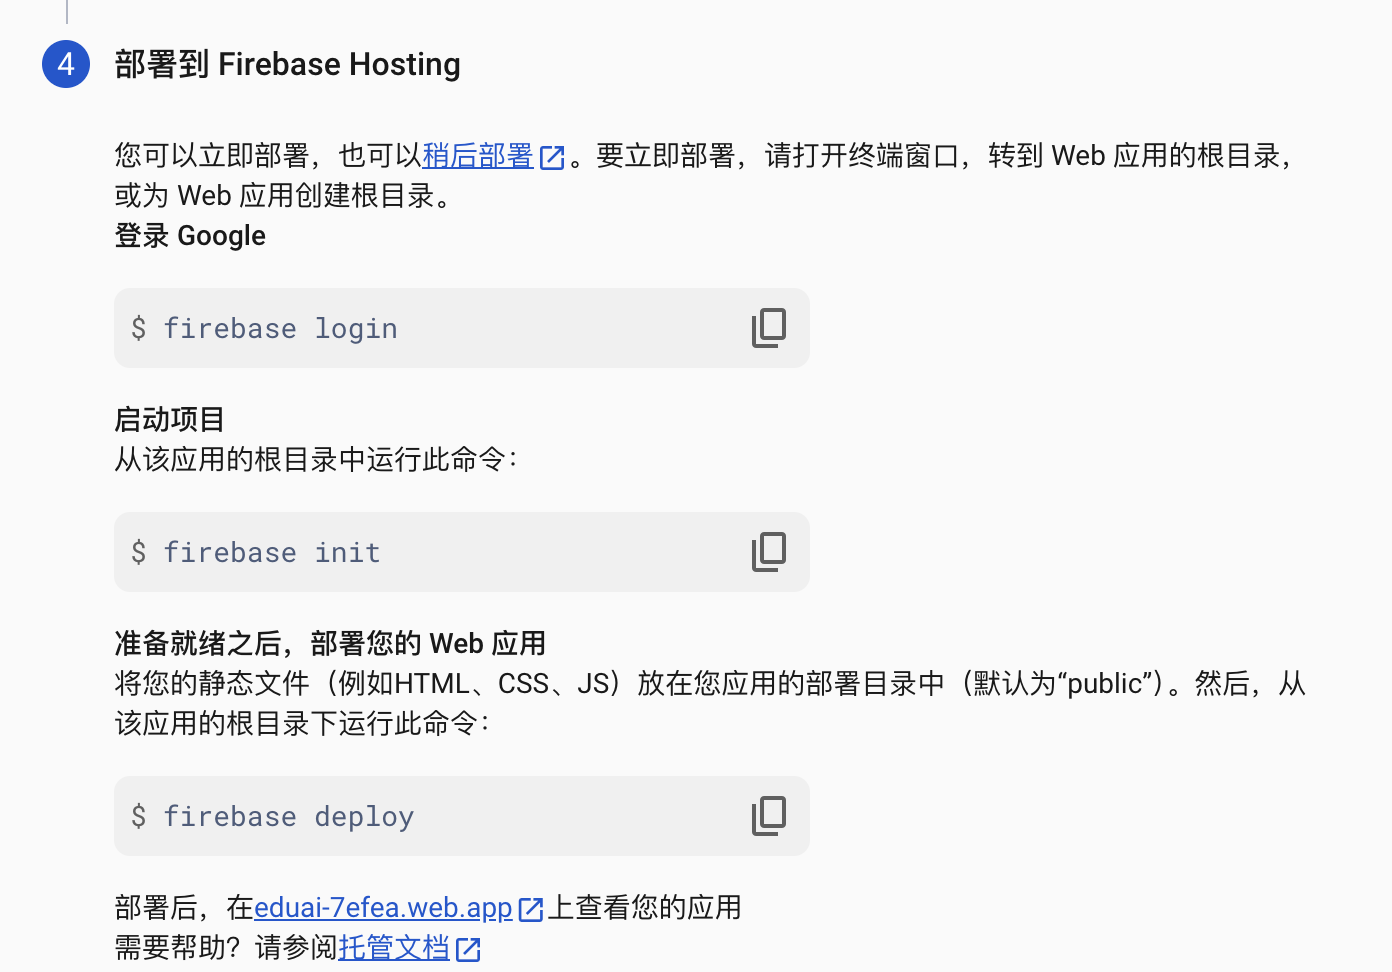 4 部署到 Firebase Hosting
您可以立即部署，也可以稍后部署。要立即部署，请打开终端窗口，转到 Web 应用的根目录，
或为 Web 应用创建根目录。
登录 Google
$ firebase login
启动项目
从该应用的根目录中运行此命令：
$ firebase init
准备就绪之后，部署您的 Web 应用
将您的静态文件（例如HTML、CSS、JS）放在您应用的部署目录中（默认为“public”）。然后，从
该应用的根目录下运行此命令：
$ firebase deploy
部署后，在eduai-7efea.web.app上查看您的应用
需要帮助？请参阅托管文档